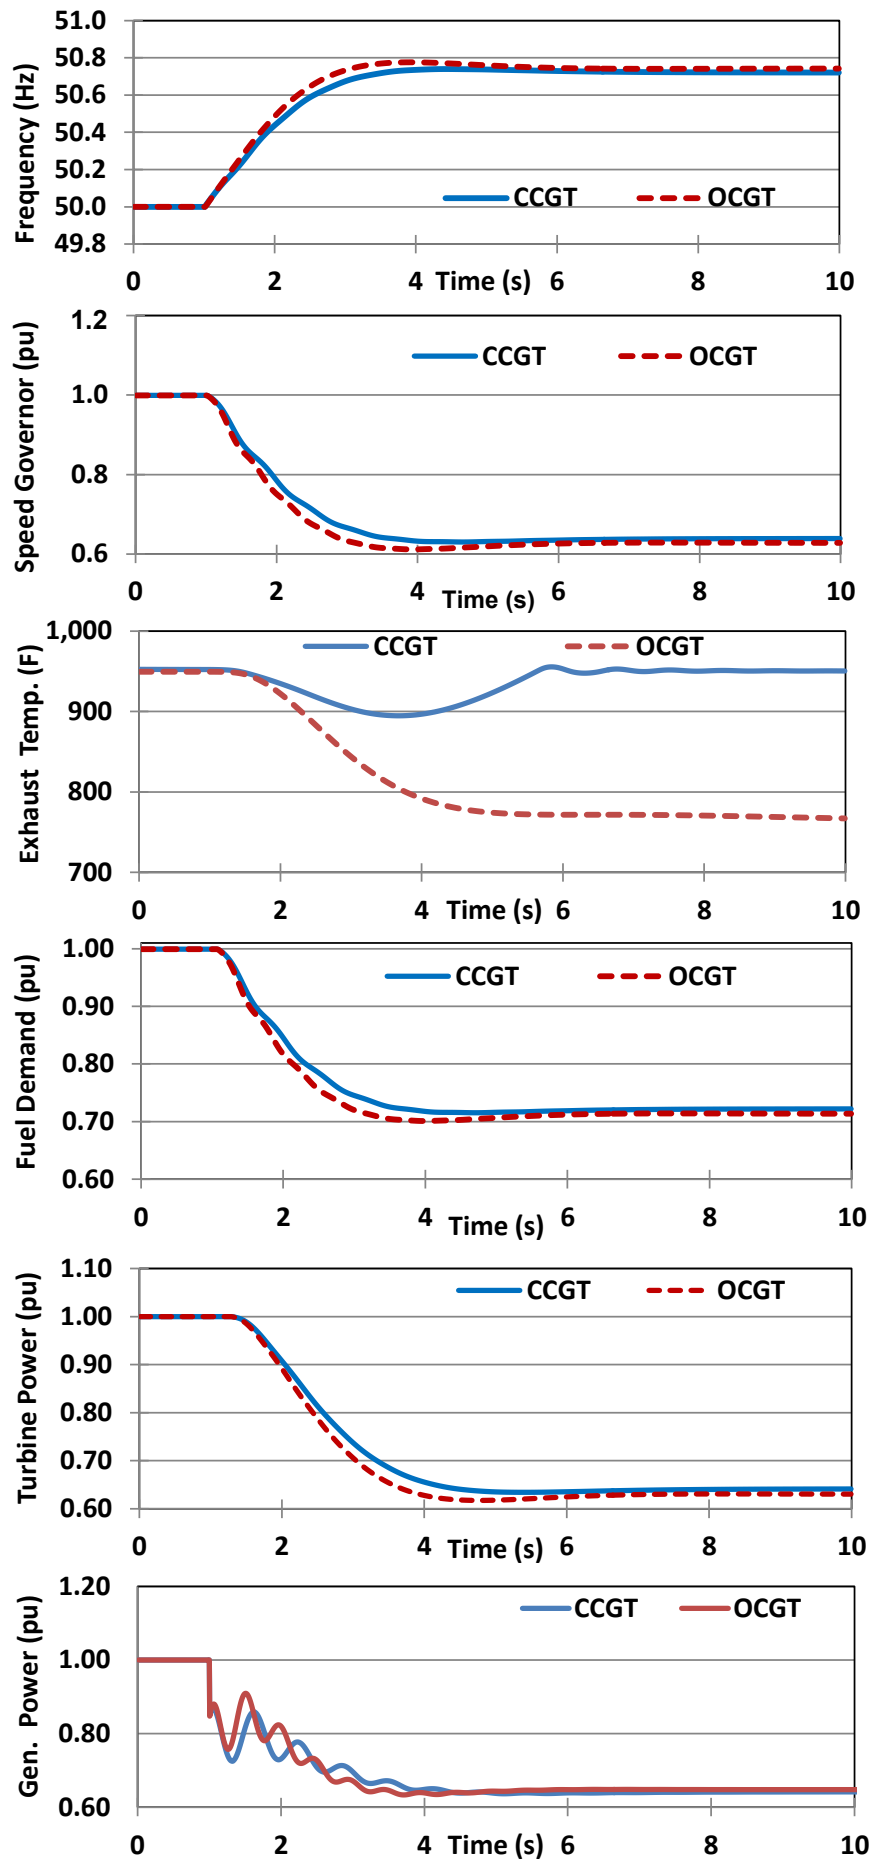 Frequency (Hz)
51.0
50.8
50.6
50.4
50.2
50.0
49.8
CCGT OCGT
0 2 4 Time (s) 6 8 10
Speed Governor (pu)
1.2
1.0
0.8
0.6
CCGT OCGT
0 2 4 6 8 10
Time (s)
Exhaust Temp. (F)
1,000
900
800
700
CCGT OCGT
0 2 4 Time (s) 6 8 10
Fuel Demand (pu)
1.00
0.90
0.80
0.70
0.60
CCGT OCGT
0 2 4 Time (s) 6 8 10
Turbine Power (pu)
1.10
1.00
0.90
0.80
0.70
0.60
CCGT OCGT
0 2 4 Time (s) 6 8 10
Gen. Power (pu)
1.20
1.00
0.80
0.60
CCGT OCGT
0 2 4 Time (s) 6 8 10